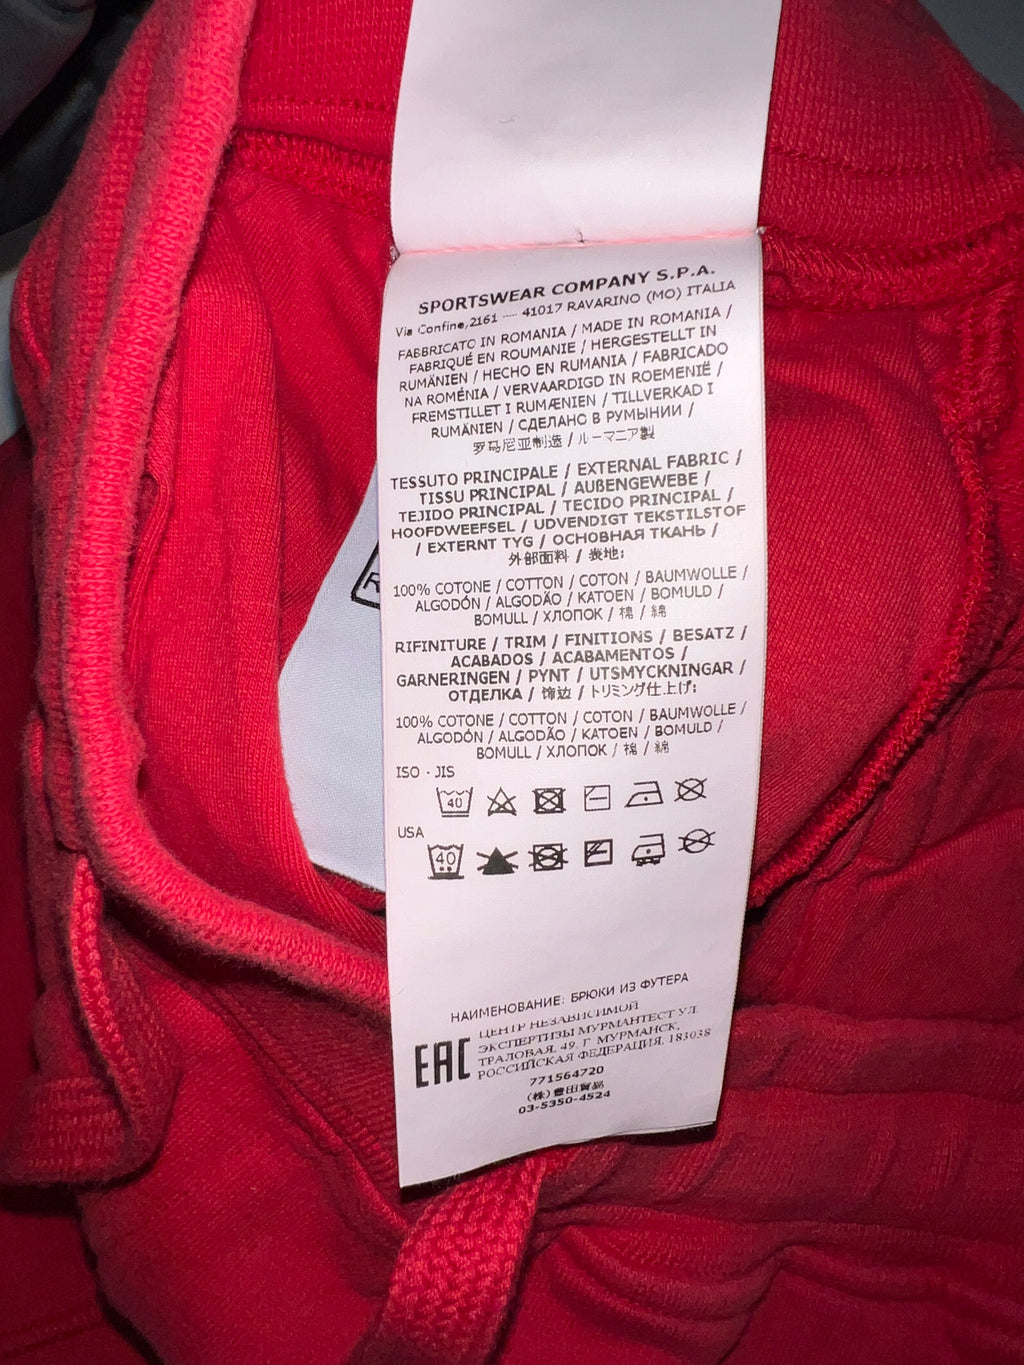 SPORTSWEAR COMPANY S.P.A.
Via Confine,2161 ---- 41017 RAVARINO (MO) ITALIA
FABBRICATO IN ROMANIA / MADE IN ROMANIA /
FABRIQUÉ EN ROUMANIE / HERGESTELLT IN
RUMÄNIEN / HECHO EN RUMANIA / FABRICADO
NA ROMÉNIA / VERVAARDIGD IN ROEMENIË /
FREMSTILLET I RUMÆNIEN / TILLVERKAD I
RUMÄNIEN / СДЕЛАНО В РУМЫНИИ /
罗马尼亚制造 / ルーマニア製
TESSUTO PRINCIPALE / EXTERNAL FABRIC /
TISSU PRINCIPAL / AUßENGEWEBE /
TEJIDO PRINCIPAL / TECIDO PRINCIPAL /
HOOFDWEEFSEL / UDVENDIGT TEKSTILSTOF
/ EXTERNT TYG / ОСНОВНАЯ ТКАНЬ /
外部面料 / 表地:
100% COTONE / COTTON / COTON / BAUMWOLLE /
ALGODÓN / ALGODÃO / KATOEN / BOMULD /
BOMULL / ХЛОПОК / 棉 / 綿
RIFINITURE / TRIM / FINITIONS / BESATZ /
ACABADOS / ACABAMENTOS /
GARNERINGEN / PYNT / UTSMYCKNINGAR /
ОТДЕЛКА / 饰边 / トリミング仕上げ:
100% COTONE / COTTON / COTON / BAUMWOLLE /
ALGODÓN / ALGODÃO / KATOEN / BOMULD /
BOMULL / ХЛОПОК / 棉 / 綿
ISO · JIS
40
USA
40
НАИМЕНОВАНИЕ: БРЮКИ ИЗ ФУТЕРА
EAC
ЦЕНТР НЕЗАВИСИМОЙ
ЭКСПЕРТИЗЫ МУРМАНТЕСТ УЛ.
ТРАЛОВАЯ, 49, Г. МУРМАНСК,
РОССИЙСКАЯ ФЕДЕРАЦИЯ, 183038
771564720
(株)豊田貿易
03-5350-4524